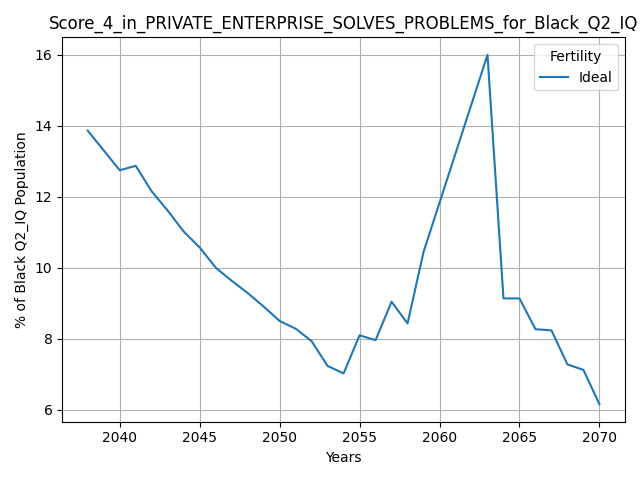 Score_4_in_PRIVATE_ENTERPRISE_SOLVES_PROBLEMS_for_Black_Q2_IQ
Fertility
Ideal
% of Black Q2_IQ Population
16
14
12
10
8
6
2040 2045 2050 2055 2060 2065 2070
Years